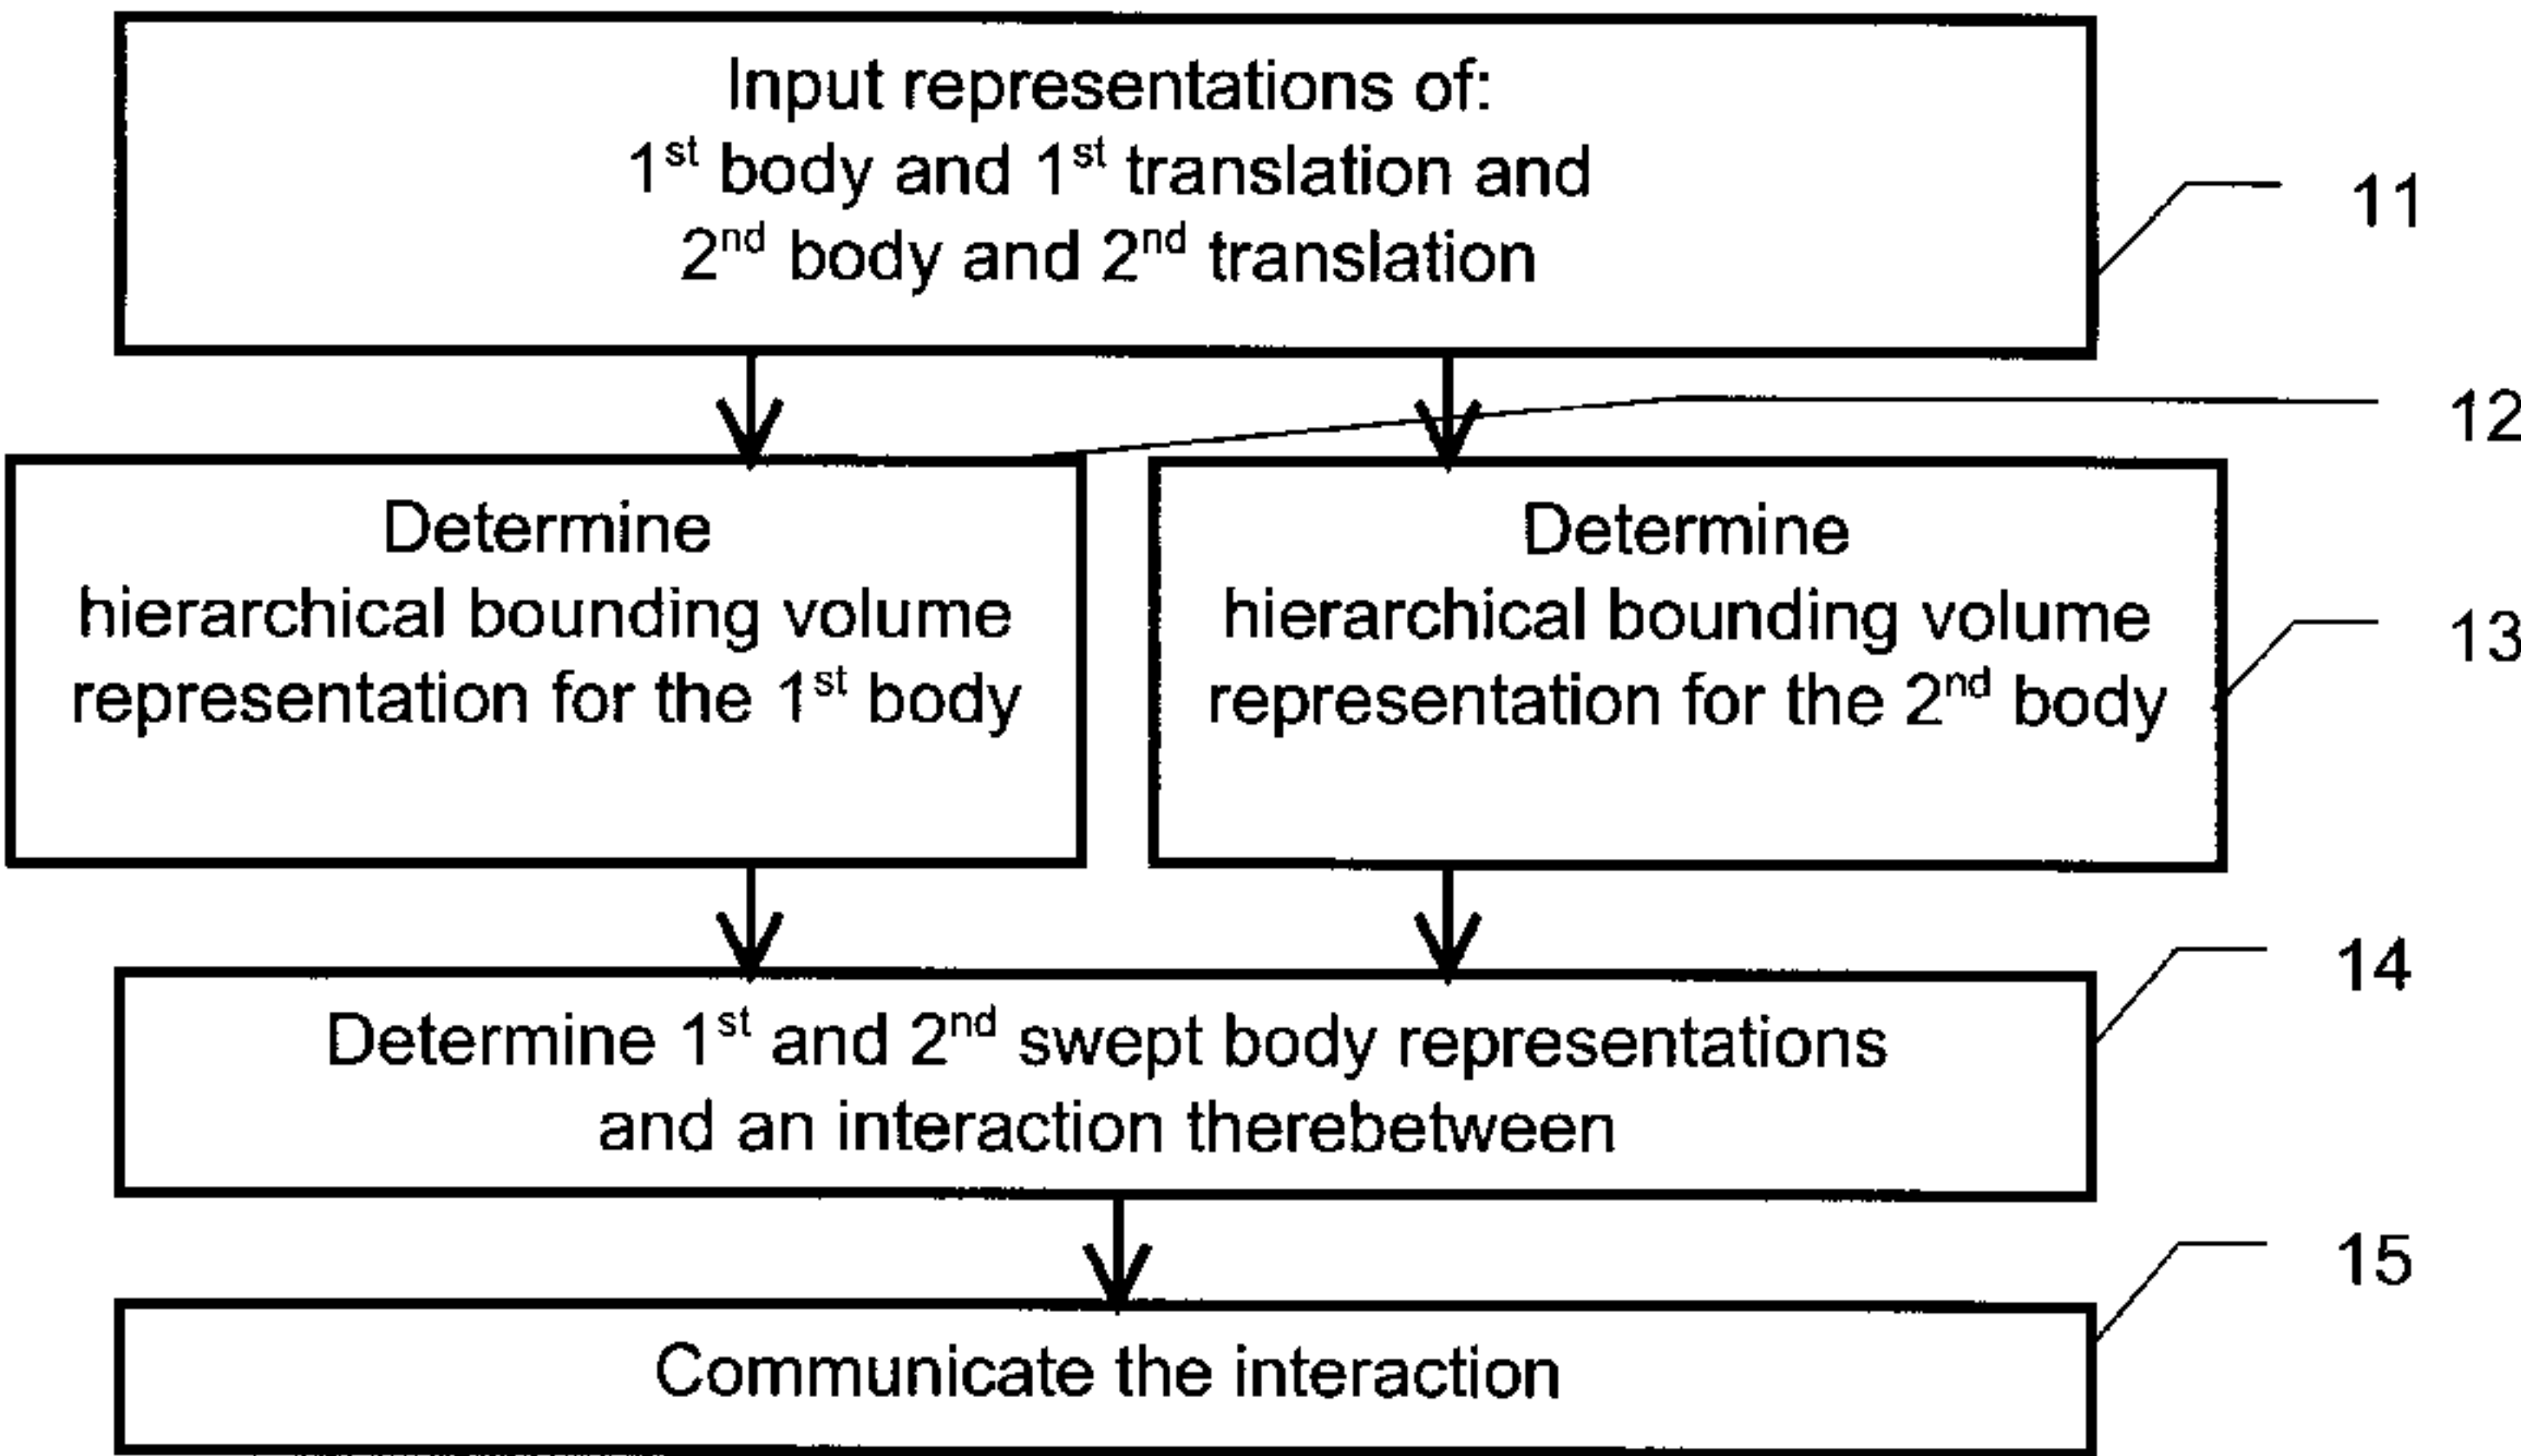 Input representations of:
1st body and 1st translation and
2nd body and 2nd translation
11
12
Determine
hierarchical bounding volume
representation for the 1st body
Determine
hierarchical bounding volume
representation for the 2nd body
13
Determine 1st and 2nd swept body representations
and an interaction therebetween
14
Communicate the interaction
15